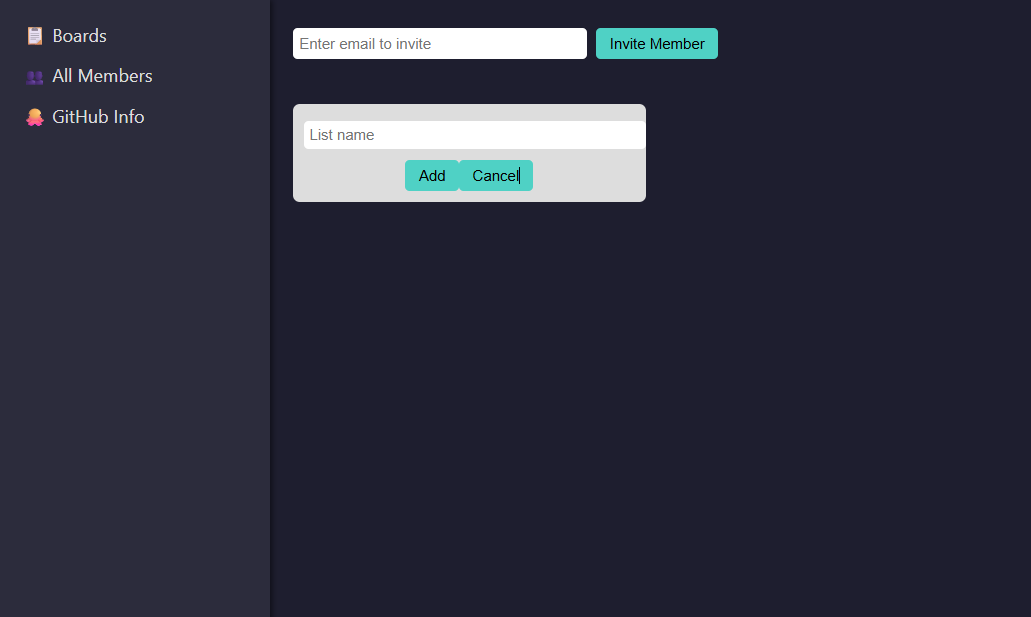 Boards
All Members
GitHub Info
Enter email to invite
Invite Member
List name
Add
Cancel